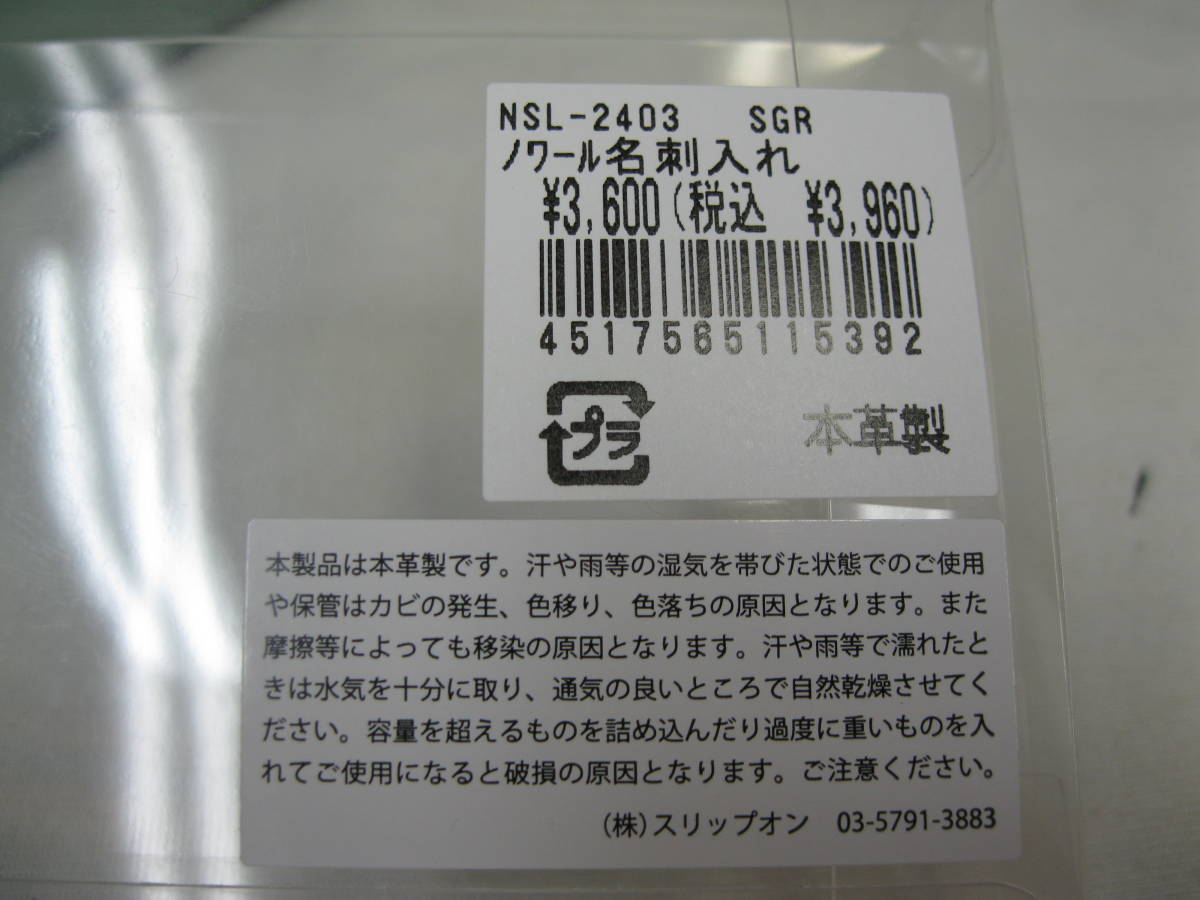 NSL-2403 SGR
ノワール名刺入れ
¥3,600(税込 ¥3,960)
4517565115392
プラ
本革製
本製品は本革製です。汗や雨等の湿気を帯びた状態でのご使用
や保管はカビの発生、色移り、色落ちの原因となります。また
摩擦等によっても移染の原因となります。汗や雨等で濡れたと
きは水気を十分に取り、通気の良いところで自然乾燥させてく
ださい。容量を超えるものを詰め込んだり過度に重いものを入
れてご使用になると破損の原因となります。ご注意ください。
(株)スリップオン 03-5791-3883